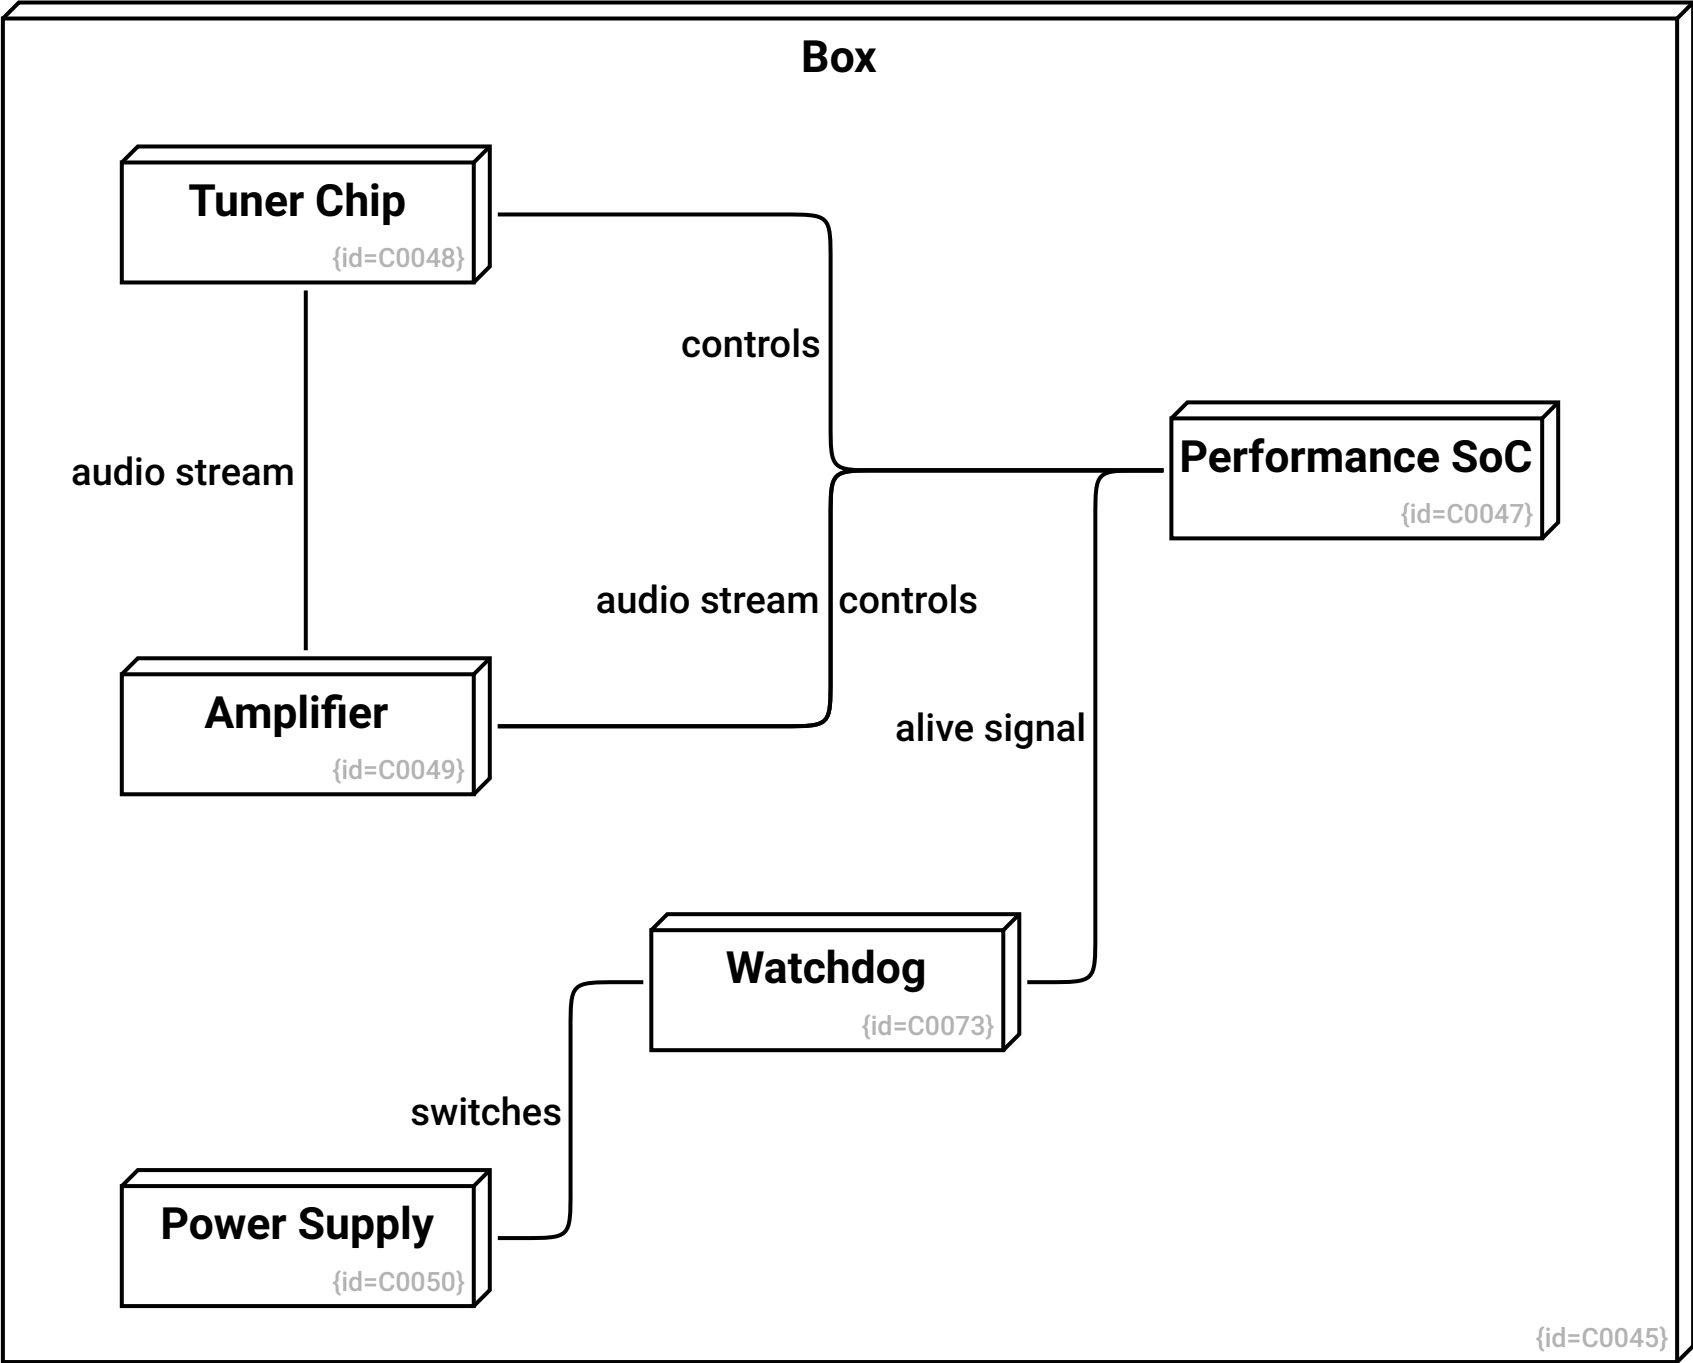 Box
Tuner Chip
{id=C0048}
controls
audio stream
Performance SoC
{id=C0047}
audio stream
controls
Amplifier
{id=C0049}
alive signal
Watchdog
{id=C0073}
switches
Power Supply
{id=C0050}
{id=C0045}